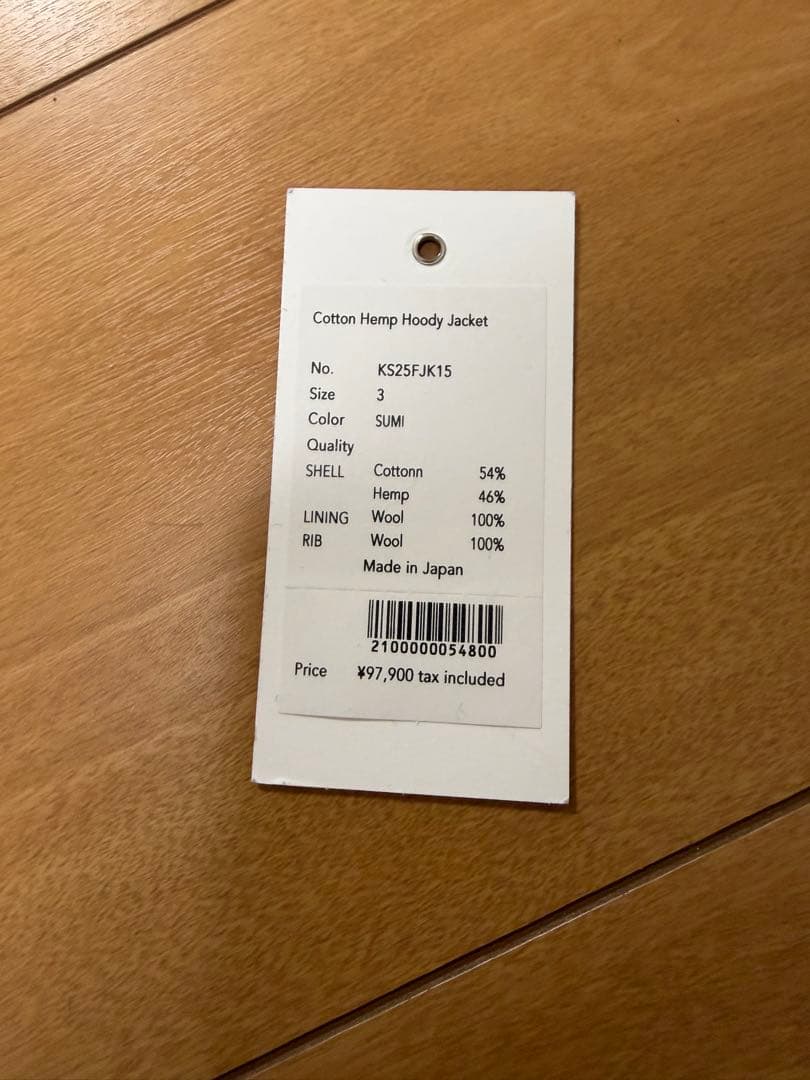 Cotton Hemp Hoody Jacket
No. KS25FJK15
Size 3
Color SUMI
Quality
SHELL Cottonn 54%
Hemp 46%
LINING Wool 100%
RIB Wool 100%
Made in Japan
2100000054800
Price ¥97,900 tax included